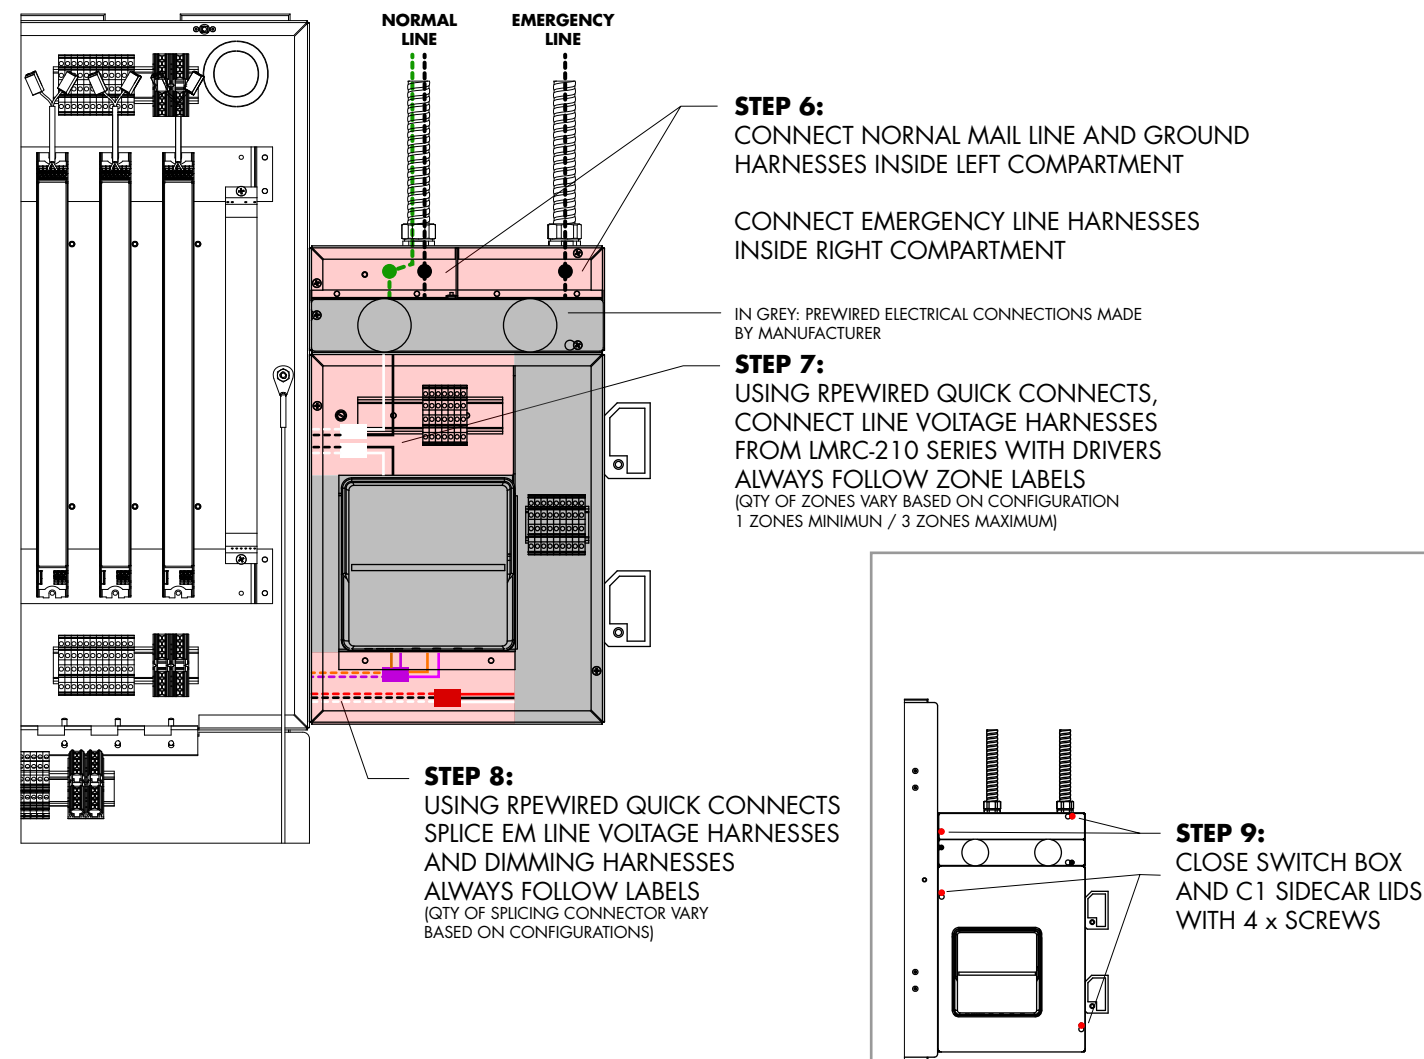 NORMAL
LINE
EMERGENCY
LINE
STEP 6:
CONNECT NORNAL MAIL LINE AND GROUND
HARNESSES INSIDE LEFT COMPARTMENT
CONNECT EMERGENCY LINE HARNESSES
INSIDE RIGHT COMPARTMENT
IN GREY: PREWIRED ELECTRICAL CONNECTIONS MADE
BY MANUFACTURER
STEP 7:
USING RPEWIRED QUICK CONNECTS,
CONNECT LINE VOLTAGE HARNESSES
FROM LMRC-210 SERIES WITH DRIVERS
ALWAYS FOLLOW ZONE LABELS
(QTY OF ZONES VARY BASED ON CONFIGURATION
1 ZONES MINIMUN / 3 ZONES MAXIMUM)
STEP 8:
USING RPEWIRED QUICK CONNECTS
SPLICE EM LINE VOLTAGE HARNESSES
AND DIMMING HARNESSES
ALWAYS FOLLOW LABELS
(QTY OF SPLICING CONNECTOR VARY
BASED ON CONFIGURATIONS)
STEP 9:
CLOSE SWITCH BOX
AND C1 SIDECAR LIDS
WITH 4 x SCREWS